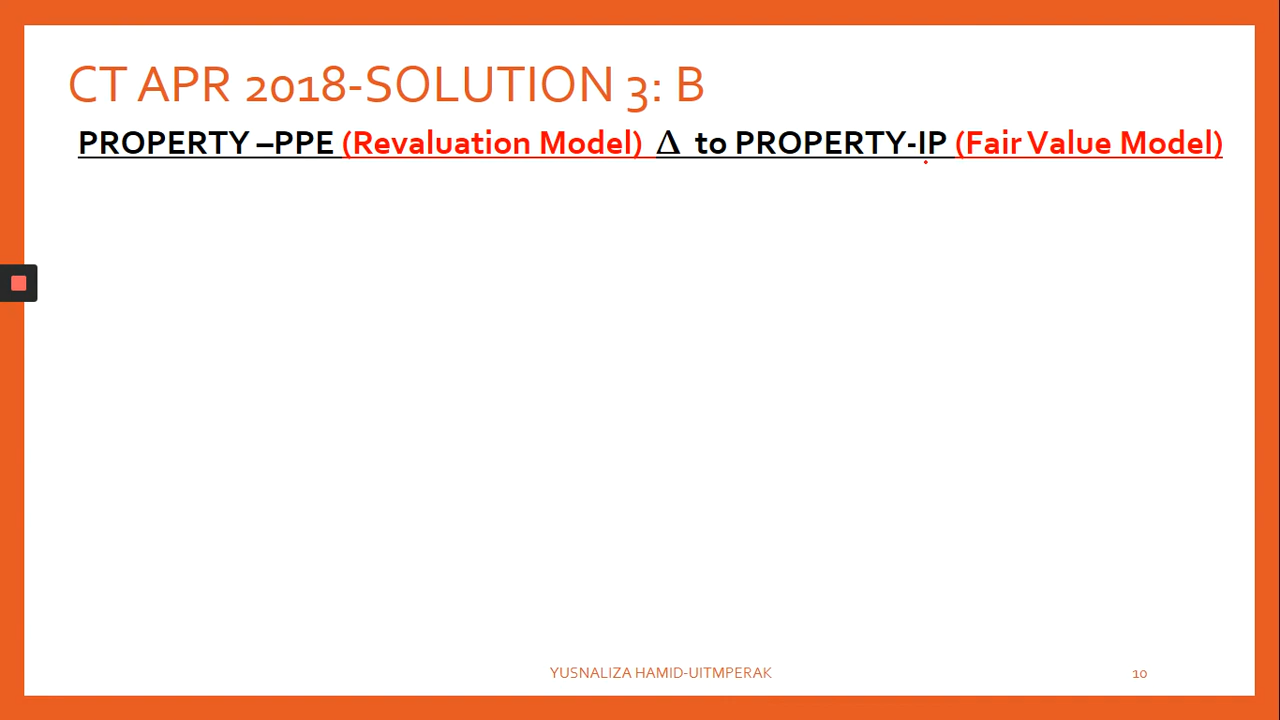 CT APR 2018-SOLUTION 3: B
PROPERTY –PPE (Revaluation Model) Δ to PROPERTY-IP (Fair Value Model)
YUSNALIZA HAMID-UITMPERAK
10